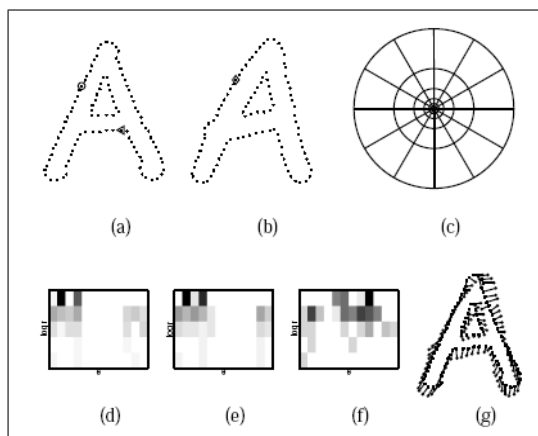 (a) (b) (c)
log r log r log r
θ θ θ
(d) (e) (f) (g)